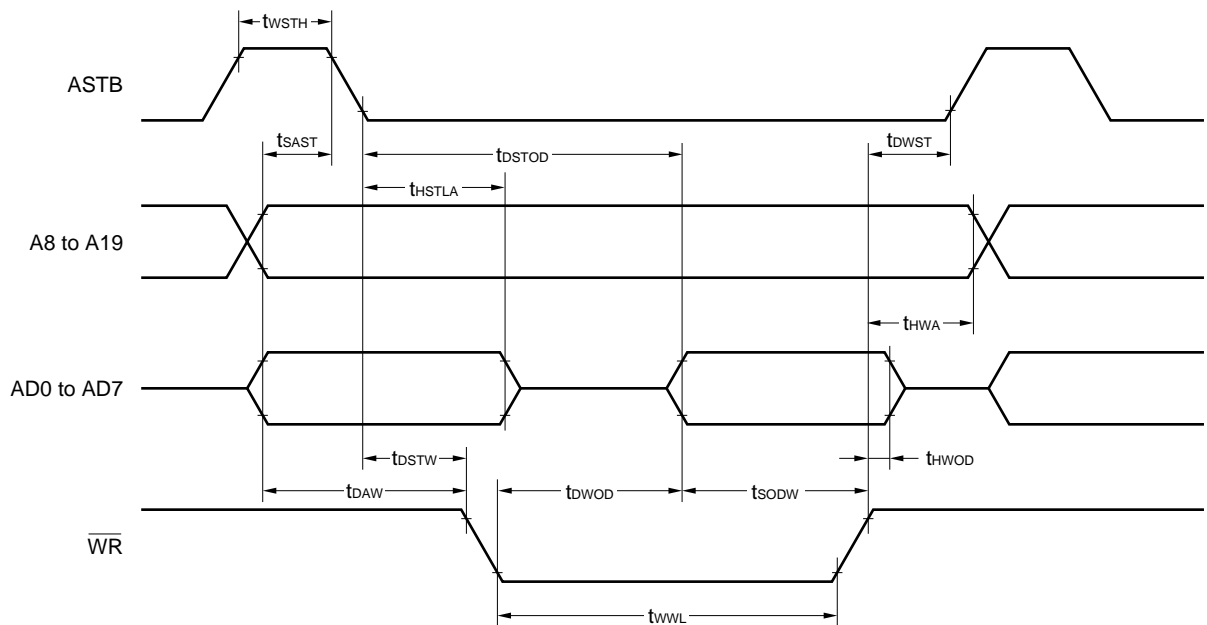 tWSTH
ASTB
tSAST
tDSTOD
tDWST
tHSTLA
A8 to A19
tHWA
AD0 to AD7
tDSTW
tHWOD
tDAW
tDWOD
tSODW
W̅R̅
tWWL